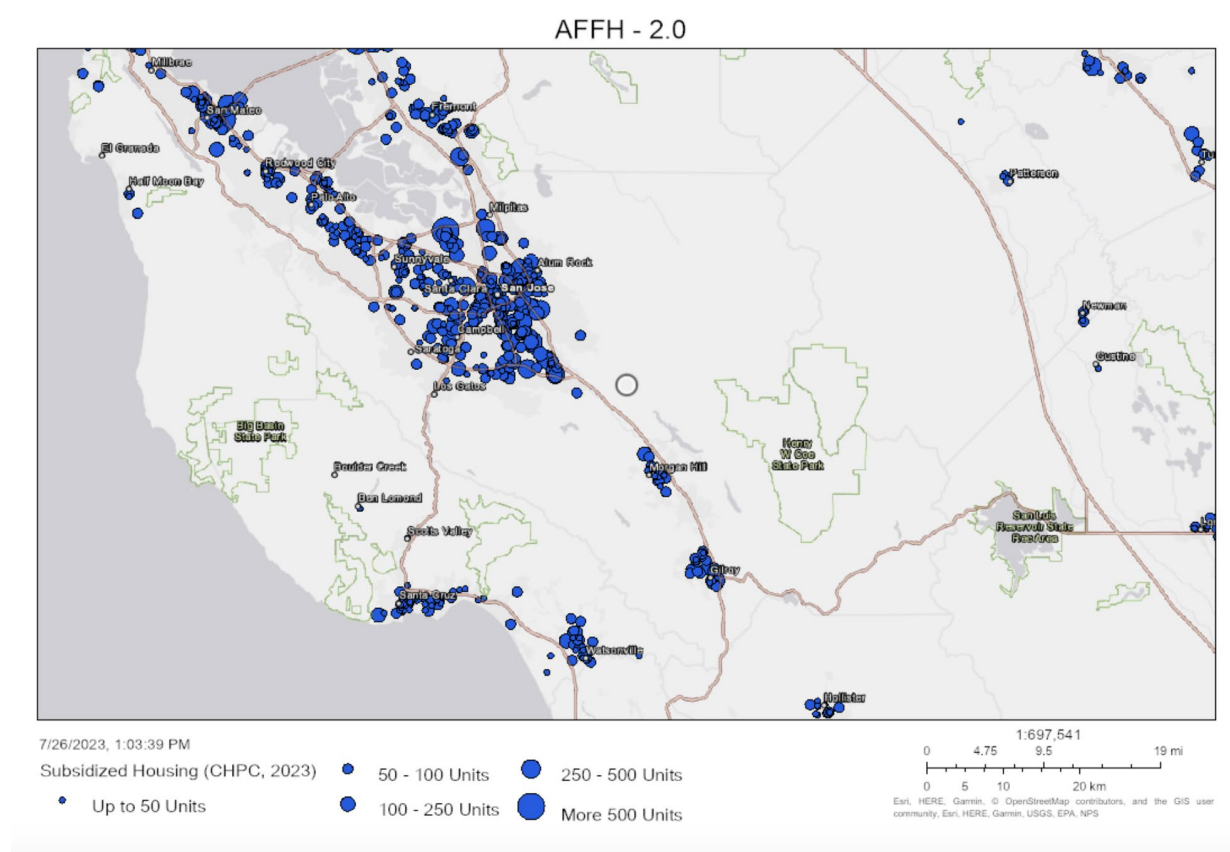 AFFH - 2.0
Millbrae
San Mateo
Fremont
El Granada
Redwood City
Half Moon Bay
Palo Alto
Patterson
Tu
Milpitas
Sunnyvale
Alum Rock
Santa Clara
San Jose
Newman
Campbell
Saratoga
Gustine
Los Gatos
Big Basin
State Park
Henry
W Coe
State Park
Boulder Creek
Morgan Hill
Ben Lomond
San Luis
Reservoir State
Rec Area
Scotts Valley
Gilroy
Santa Cruz
Watsonville
Hollister
7/26/2023, 1:03:39 PM
Subsidized Housing (CHPC, 2023)
Up to 50 Units
50 - 100 Units
100 - 250 Units
250 - 500 Units
More 500 Units
1:697,541
0 4.75 9.5 19 mi
0 5 10 20 km
Esri, HERE, Garmin, © OpenStreetMap contributors, and the GIS user
community, Esri, HERE, Garmin, USGS, EPA, NPS